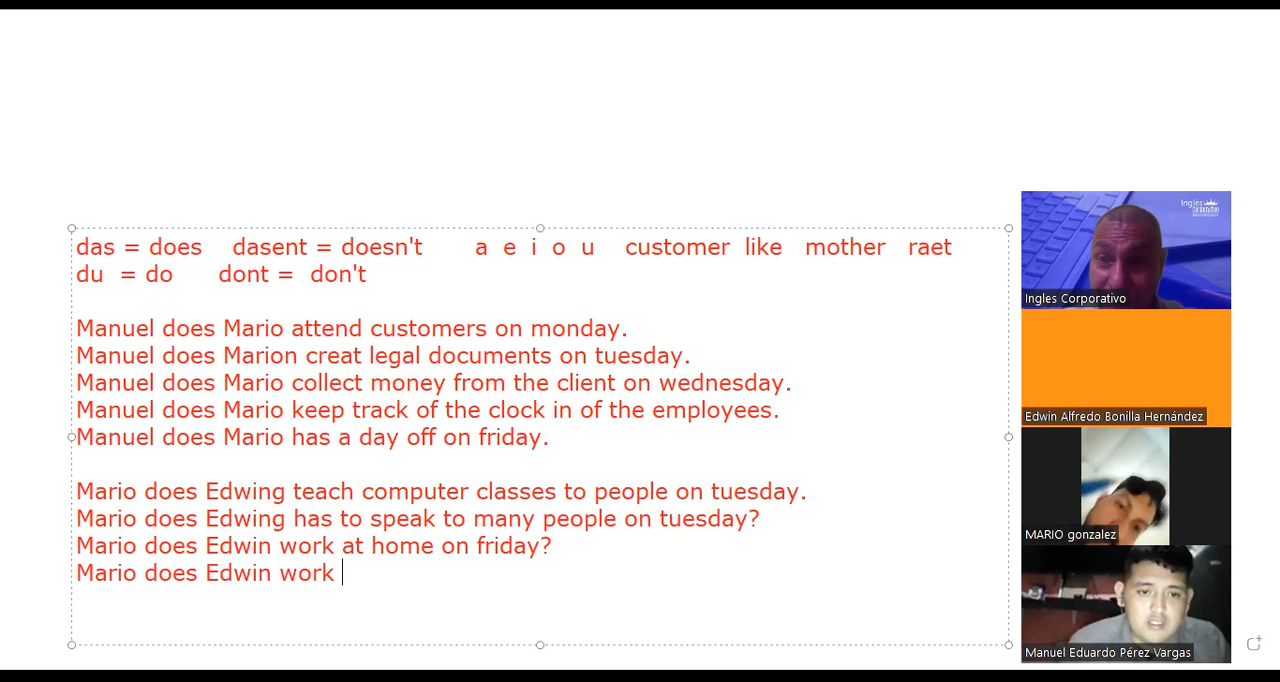 das = does dasent = doesn't a e i o u customer like mother raet
du = do dont = don't
Manuel does Mario attend customers on monday.
Manuel does Marion creat legal documents on tuesday.
Manuel does Mario collect money from the client on wednesday.
Manuel does Mario keep track of the clock in of the employees.
Manuel does Mario has a day off on friday.
Mario does Edwing teach computer classes to people on tuesday.
Mario does Edwing has to speak to many people on tuesday?
Mario does Edwin work at home on friday?
Mario does Edwin work
Inglés
corporativo
Ingles Corporativo
Edwin Alfredo Bonilla Hernández
MARIO gonzalez
Manuel Eduardo Pérez Vargas